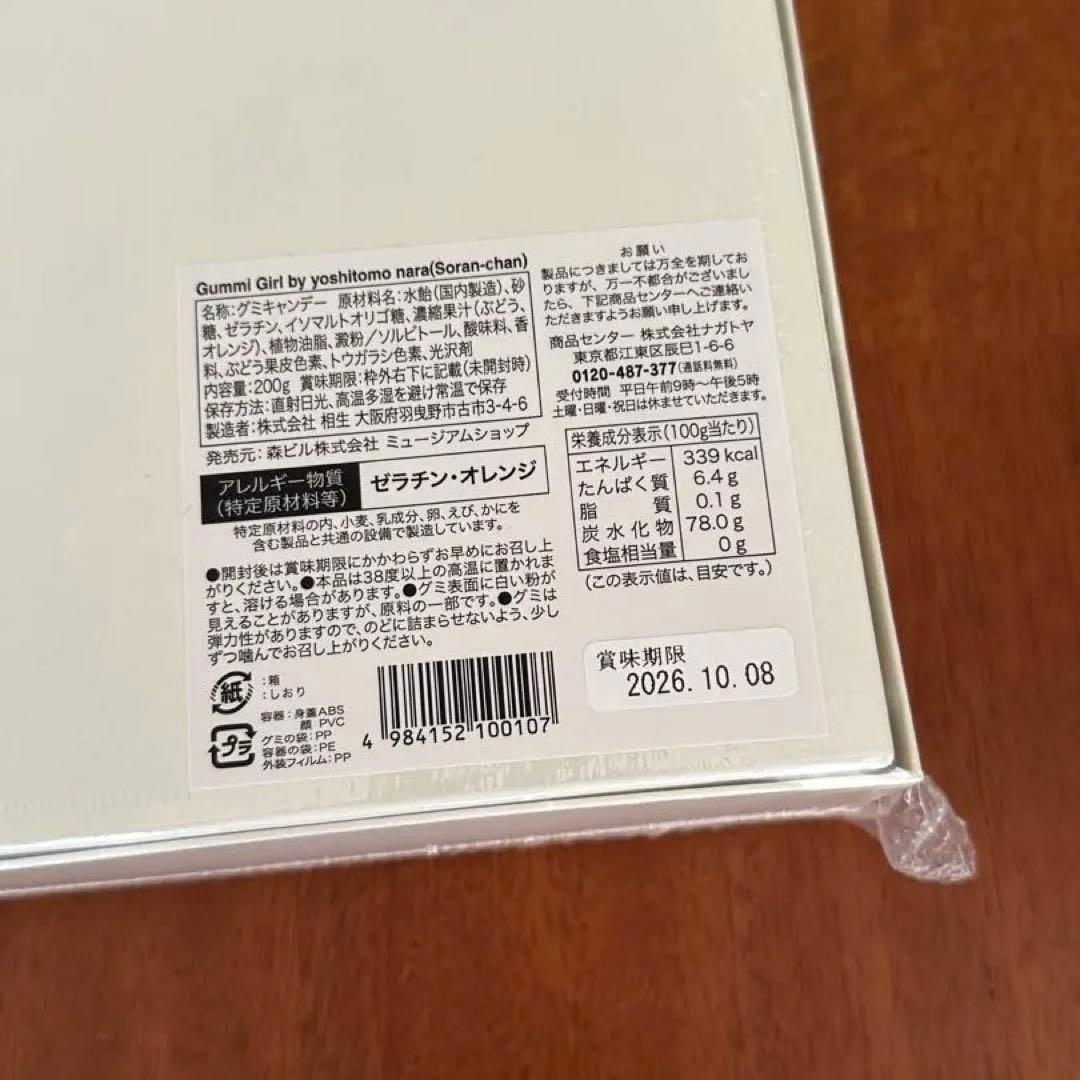 Gummi Girl by yoshitomo nara(Soran-chan)
名称:グミキャンデー 原材料名:水飴(国内製造)、砂
糖、ゼラチン、イソマルトオリゴ糖、濃縮果汁(ぶどう、
オレンジ)、植物油脂、澱粉/ソルビトール、酸味料、香
料、ぶどう果皮色素、トウガラシ色素、光沢剤
内容量:200g 賞味期限:枠外右下に記載(未開封時)
保存方法:直射日光、高温多湿を避け常温で保存
製造者:株式会社 相生 大阪府羽曳野市古市3-4-6
発売元:森ビル株式会社 ミュージアムショップ
アレルギー物質
(特定原材料等)
ゼラチン・オレンジ
特定原材料の内、小麦、乳成分、卵、えび、かにを
含む製品と共通の設備で製造しています。
●開封後は賞味期限にかかわらずお早めにお召し上
がりください。●本品は38度以上の高温に置かれま
すと、溶ける場合があります。●グミ表面に白い粉が
見えることがありますが、原料の一部です。●グミは
弾力性がありますので、のどに詰まらせないよう、少し
ずつ噛んでお召し上がりください。
紙
:箱
:しおり
プラ
容器:身蓋ABS
顔 PVC
グミの袋:PP
容器の袋:PE
外装フィルム:PP
4 984152 100107
お願い
製品につきましては万全を期してお
りますが、万一不都合がございまし
たら、下記商品センターへご連絡い
ただきますようお願い申し上げます。
商品センター 株式会社ナガトヤ
東京都江東区辰巳1-6-6
0120-487-377(通話料無料)
受付時間 平日午前9時〜午後5時
土曜・日曜・祝日は休ませていただきます。
栄養成分表示(100g当たり)
エネルギー 339kcal
たんぱく質 6.4g
脂質 0.1g
炭水化物 78.0g
食塩相当量 0g
(この表示値は、目安です。)
賞味期限
2026.10.08